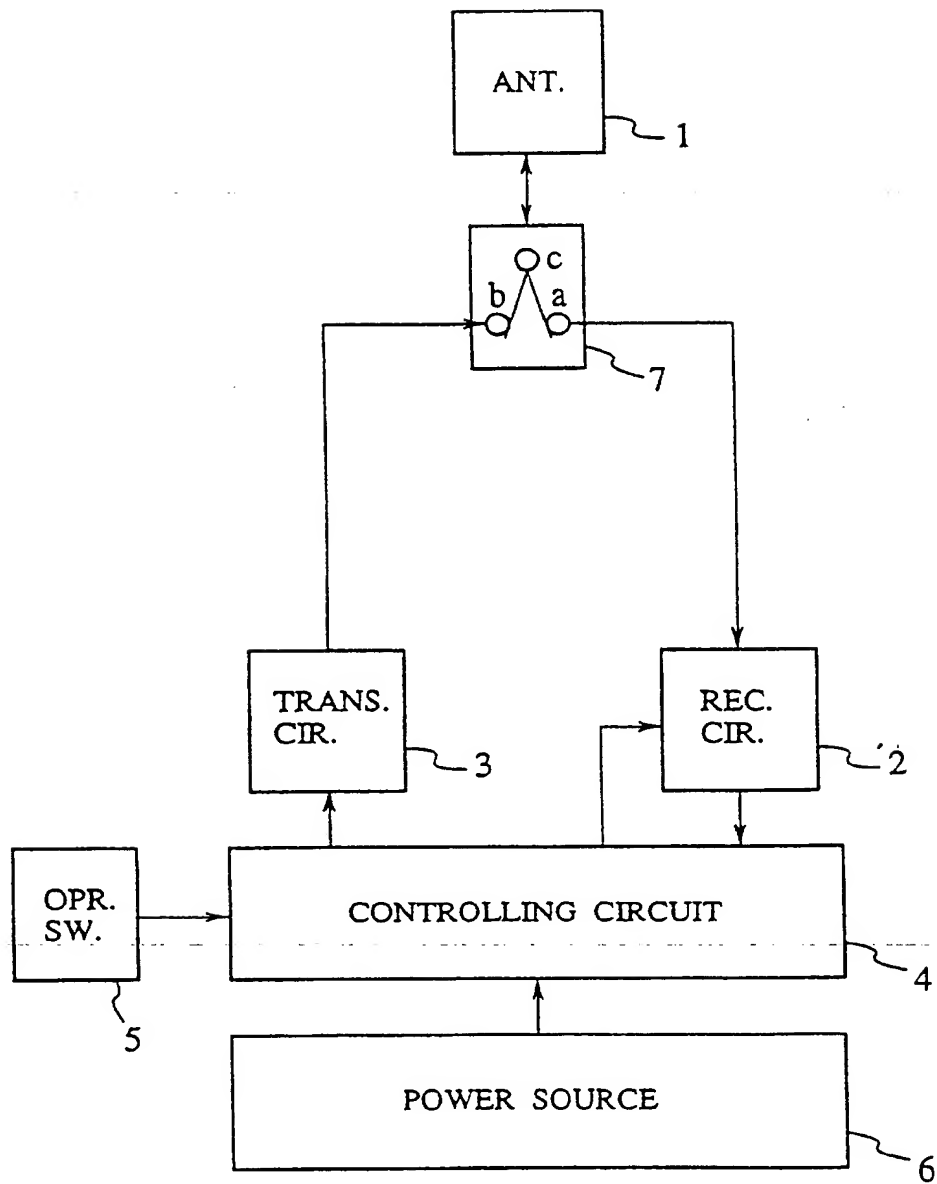 ANT.
1
c
b
a
7
TRANS.
CIR.
3
REC.
CIR.
2
OPR.
SW.
5
CONTROLLING CIRCUIT
4
POWER SOURCE
6